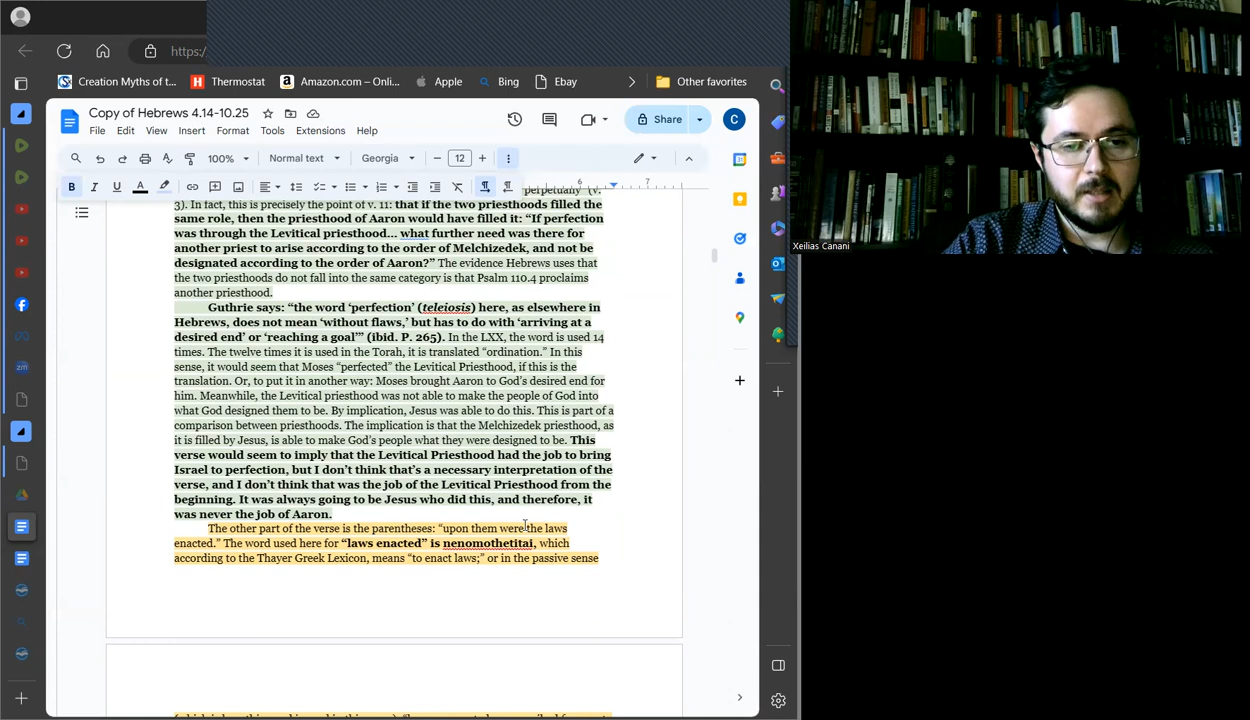 https:/
Creation Myths of t...
Thermostat
Amazon.com – Onli...
Apple
Bing
Ebay
Other favorites
Copy of Hebrews 4.14-10.25
File Edit View Insert Format Tools Extensions Help
Share
C
100%
Normal text
Georgia
12
6
7
perpetually" (v.
3). In fact, this is precisely the point of v. 11: that if the two priesthoods filled the
same role, then the priesthood of Aaron would have filled it: “If perfection
was through the Levitical priesthood… what further need was there for
another priest to arise according to the order of Melchizedek, and not be
designated according to the order of Aaron?” The evidence Hebrews uses that
the two priesthoods do not fall into the same category is that Psalm 110.4 proclaims
another priesthood.
Guthrie says: “the word ‘perfection’ (teleiosis) here, as elsewhere in
Hebrews, does not mean ‘without flaws,’ but has to do with ‘arriving at a
desired end’ or ‘reaching a goal’” (ibid. P. 265). In the LXX, the word is used 14
times. The twelve times it is used in the Torah, it is translated “ordination.” In this
sense, it would seem that Moses “perfected” the Levitical Priesthood, if this is the
translation. Or, to put it in another way: Moses brought Aaron to God’s desired end for
him. Meanwhile, the Levitical priesthood was not able to make the people of God into
what God designed them to be. By implication, Jesus was able to do this. This is part of a
comparison between priesthoods. The implication is that the Melchizedek priesthood, as
it is filled by Jesus, is able to make God’s people what they were designed to be. This
verse would seem to imply that the Levitical Priesthood had the job to bring
Israel to perfection, but I don’t think that’s a necessary interpretation of the
verse, and I don’t think that was the job of the Levitical Priesthood from the
beginning. It was always going to be Jesus who did this, and therefore, it
was never the job of Aaron.
The other part of the verse is the parentheses: “upon them were the laws
enacted.” The word used here for “laws enacted” is nenomothetitai, which
according to the Thayer Greek Lexicon, means “to enact laws;” or in the passive sense
Xeilias Canani